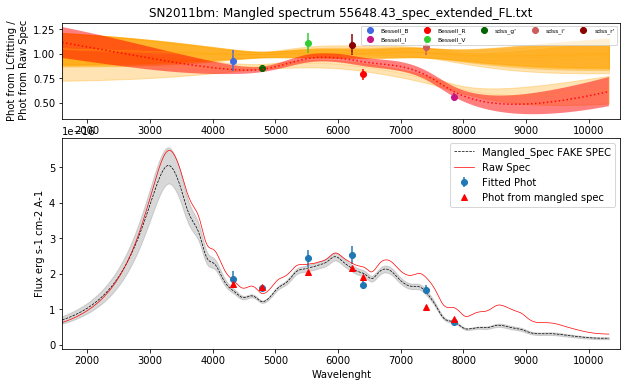 SN2011bm: Mangled spectrum 55648.43_spec_extended_FL.txt
Phot from LCfitting /
Phot from Raw Spec
1.25
1.00
0.75
0.50
Bessell_B
Bessell_I
Bessell_R
Bessell_V
sdss_g'
sdss_i'
sdss_r'
2000 3000 4000 5000 6000 7000 8000 9000 10000
1e-16
Flux erg s-1 cm-2 A-1
5
4
3
2
1
0
Mangled_Spec FAKE SPEC
Raw Spec
Fitted Phot
Phot from mangled spec
2000 3000 4000 5000 6000 7000 8000 9000 10000
Wavelenght